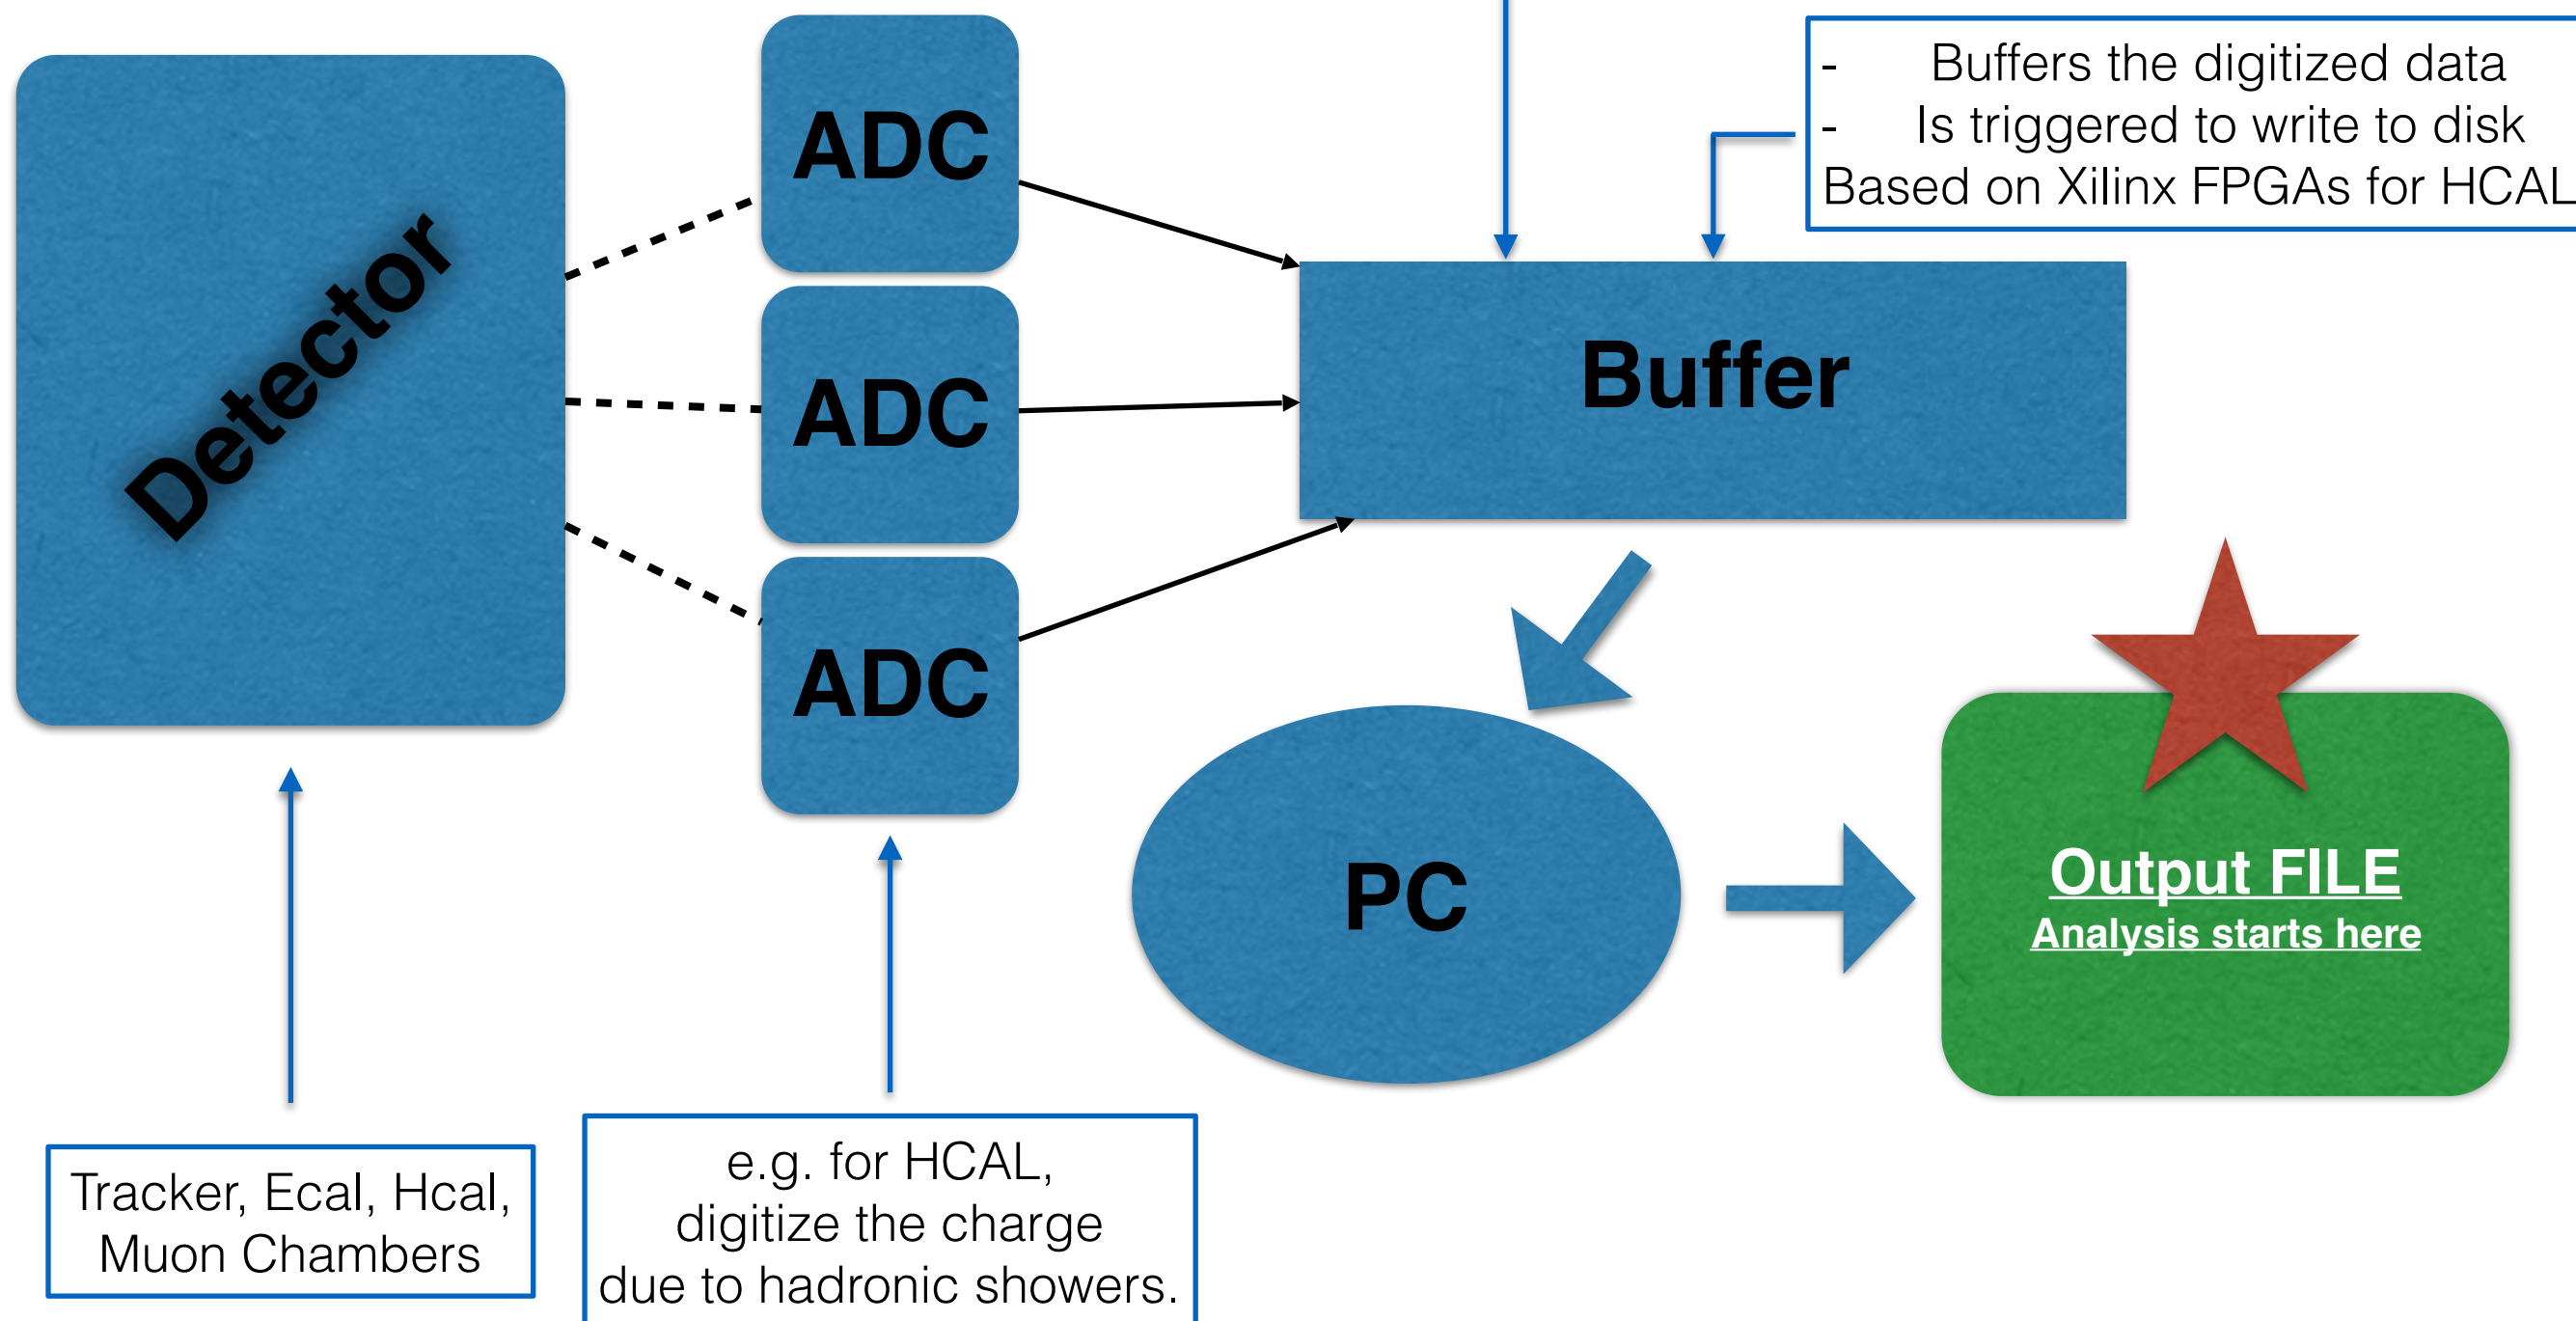 - Buffers the digitized data
- Is triggered to write to disk
Based on Xilinx FPGAs for HCAL
Detector
ADC
ADC
ADC
Buffer
PC
Output FILE
Analysis starts here
Tracker, Ecal, Hcal,
Muon Chambers
e.g. for HCAL,
digitize the charge
due to hadronic showers.